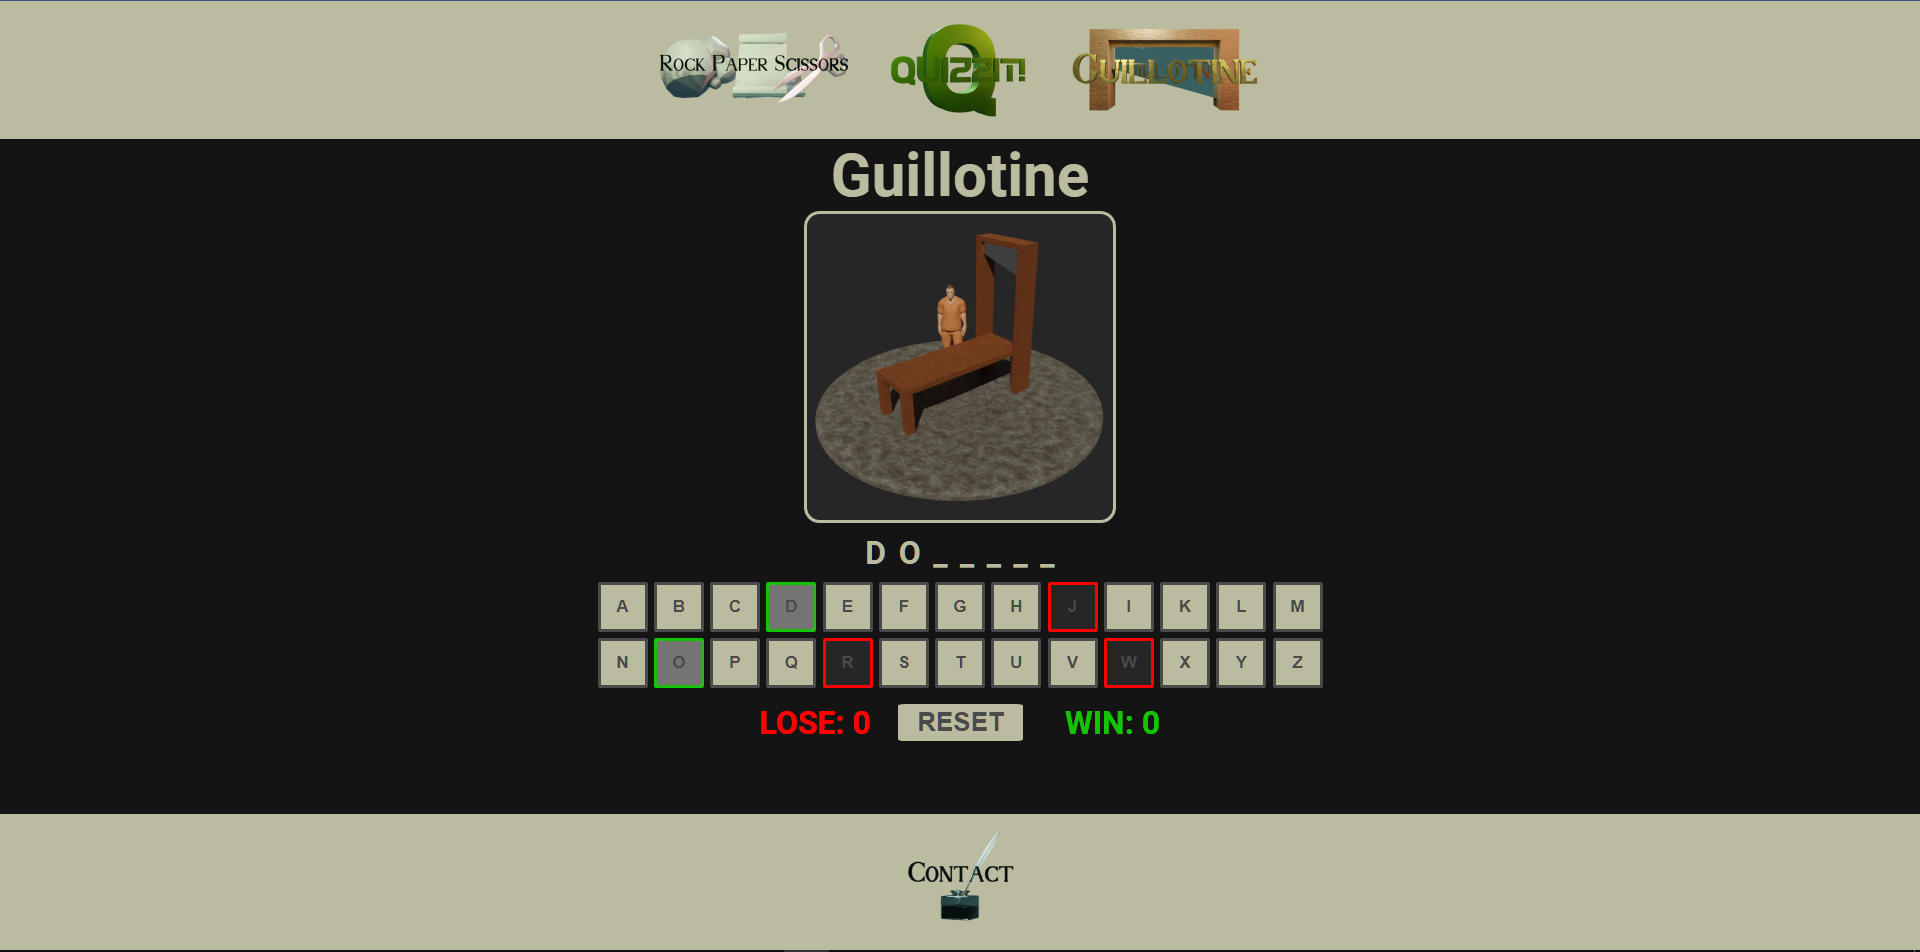 Rock Paper Scissors
QUIZZIT!
GUILLOTINE
Guillotine
D O _ _ _ _ _
A B C D E F G H J I K L M
N O P Q R S T U V W X Y Z
LOSE: 0 RESET WIN: 0
Contact